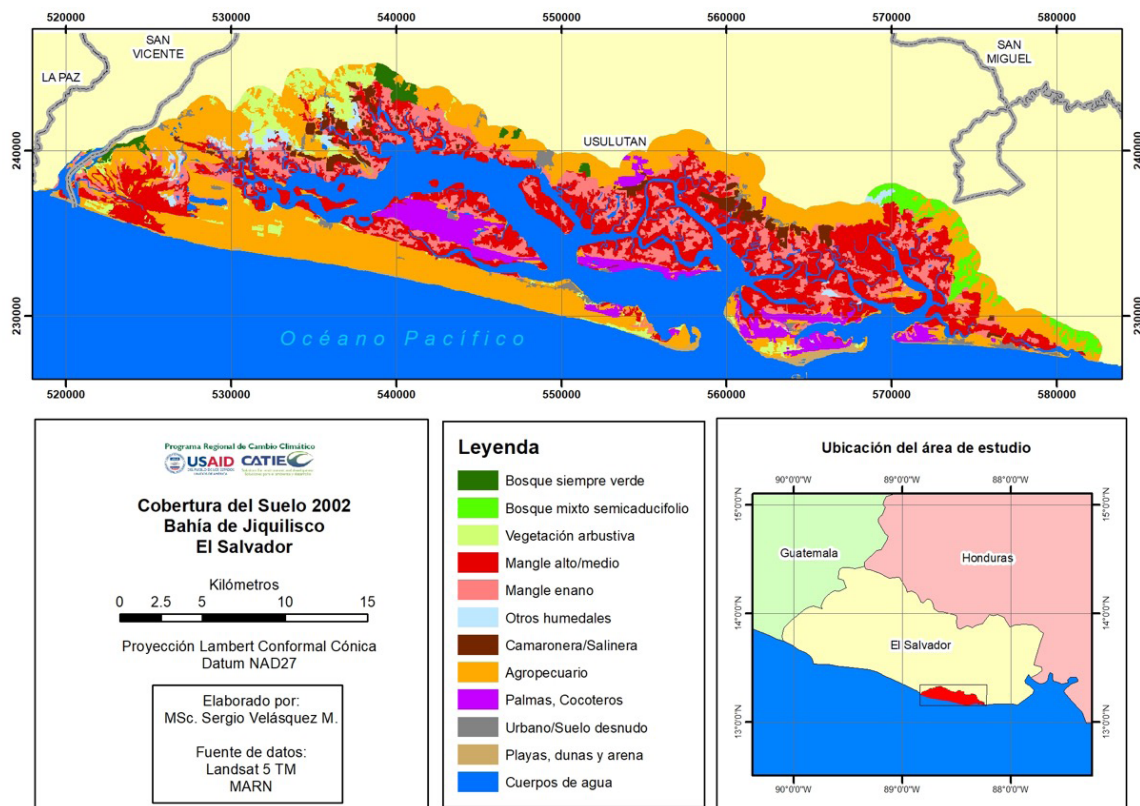 520000 530000 540000 550000 560000 570000 580000
SAN
VICENTE
LA PAZ
SAN
MIGUEL
USULUTAN
240000 240000
230000 230000
Océano Pacífico
520000 530000 540000 550000 560000 570000 580000
Programa Regional de Cambio Climático
USAID CATIE
Cobertura del Suelo 2002
Bahía de Jiquilisco
El Salvador
Kilómetros
0 2.5 5 10 15
Proyección Lambert Conformal Cónica
Datum NAD27
Elaborado por:
MSc. Sergio Velásquez M.
Fuente de datos:
Landsat 5 TM
MARN
Leyenda
Bosque siempre verde
Bosque mixto semicaducifolio
Vegetación arbustiva
Mangle alto/medio
Mangle enano
Otros humedales
Camaronera/Salinera
Agropecuario
Palmas, Cocoteros
Urbano/Suelo desnudo
Playas, dunas y arena
Cuerpos de agua
Ubicación del área de estudio
90°0'0"W 89°0'0"W 88°0'0"W
15°0'0"N 15°0'0"N
Guatemala
Honduras
14°0'0"N 14°0'0"N
El Salvador
13°0'0"N 13°0'0"N
90°0'0"W 89°0'0"W 88°0'0"W